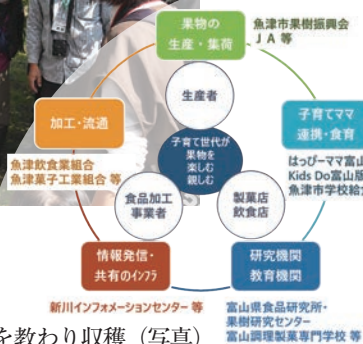 果物の
生産・集荷
魚津市果樹振興会
ＪＡ 等
生産者
加工・流通
子育てママ
連携・食育
子育て世代が
果物を
楽しむ
親しむ
魚津飲食業組合
魚津菓子工業組合 等
はっぴーママ富山
Kids Do富山版
魚津市学校給
食品加工
事業者
製菓店
飲食店
情報発信・
共有のインフラ
研究機関
教育機関
新川インフォメーションセンター 等
富山県食品研究所・
果樹研究センター
富山調理製菓専門学校 等
を教わり収穫（写真）